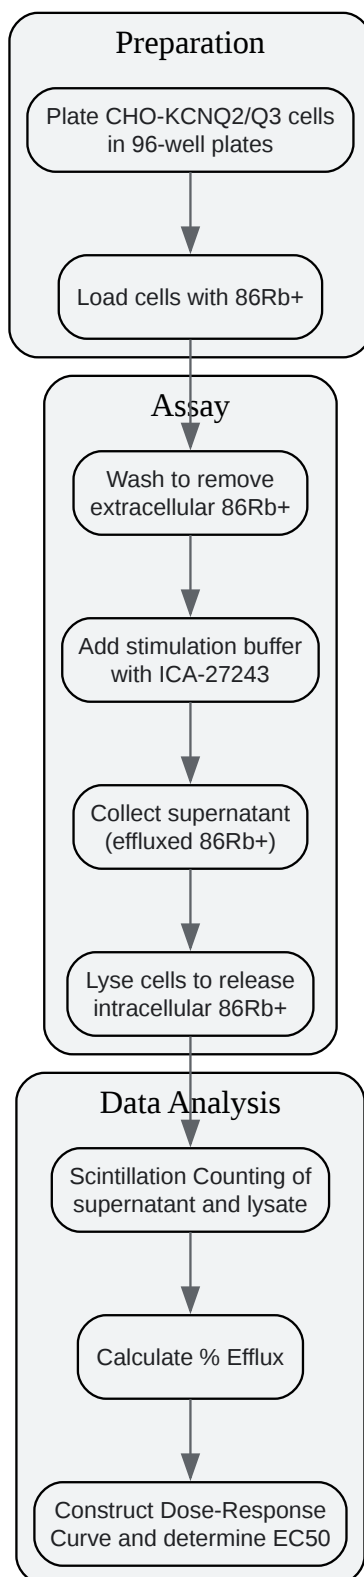 Preparation
Plate CHO-KCNQ2/Q3 cells
in 96-well plates
Load cells with 86Rb+
Assay
Wash to remove
extracellular 86Rb+
Add stimulation buffer
with ICA-27243
Collect supernatant
(effluxed 86Rb+)
Lyse cells to release
intracellular 86Rb+
Data Analysis
Scintillation Counting of
supernatant and lysate
Calculate % Efflux
Construct Dose-Response
Curve and determine EC50